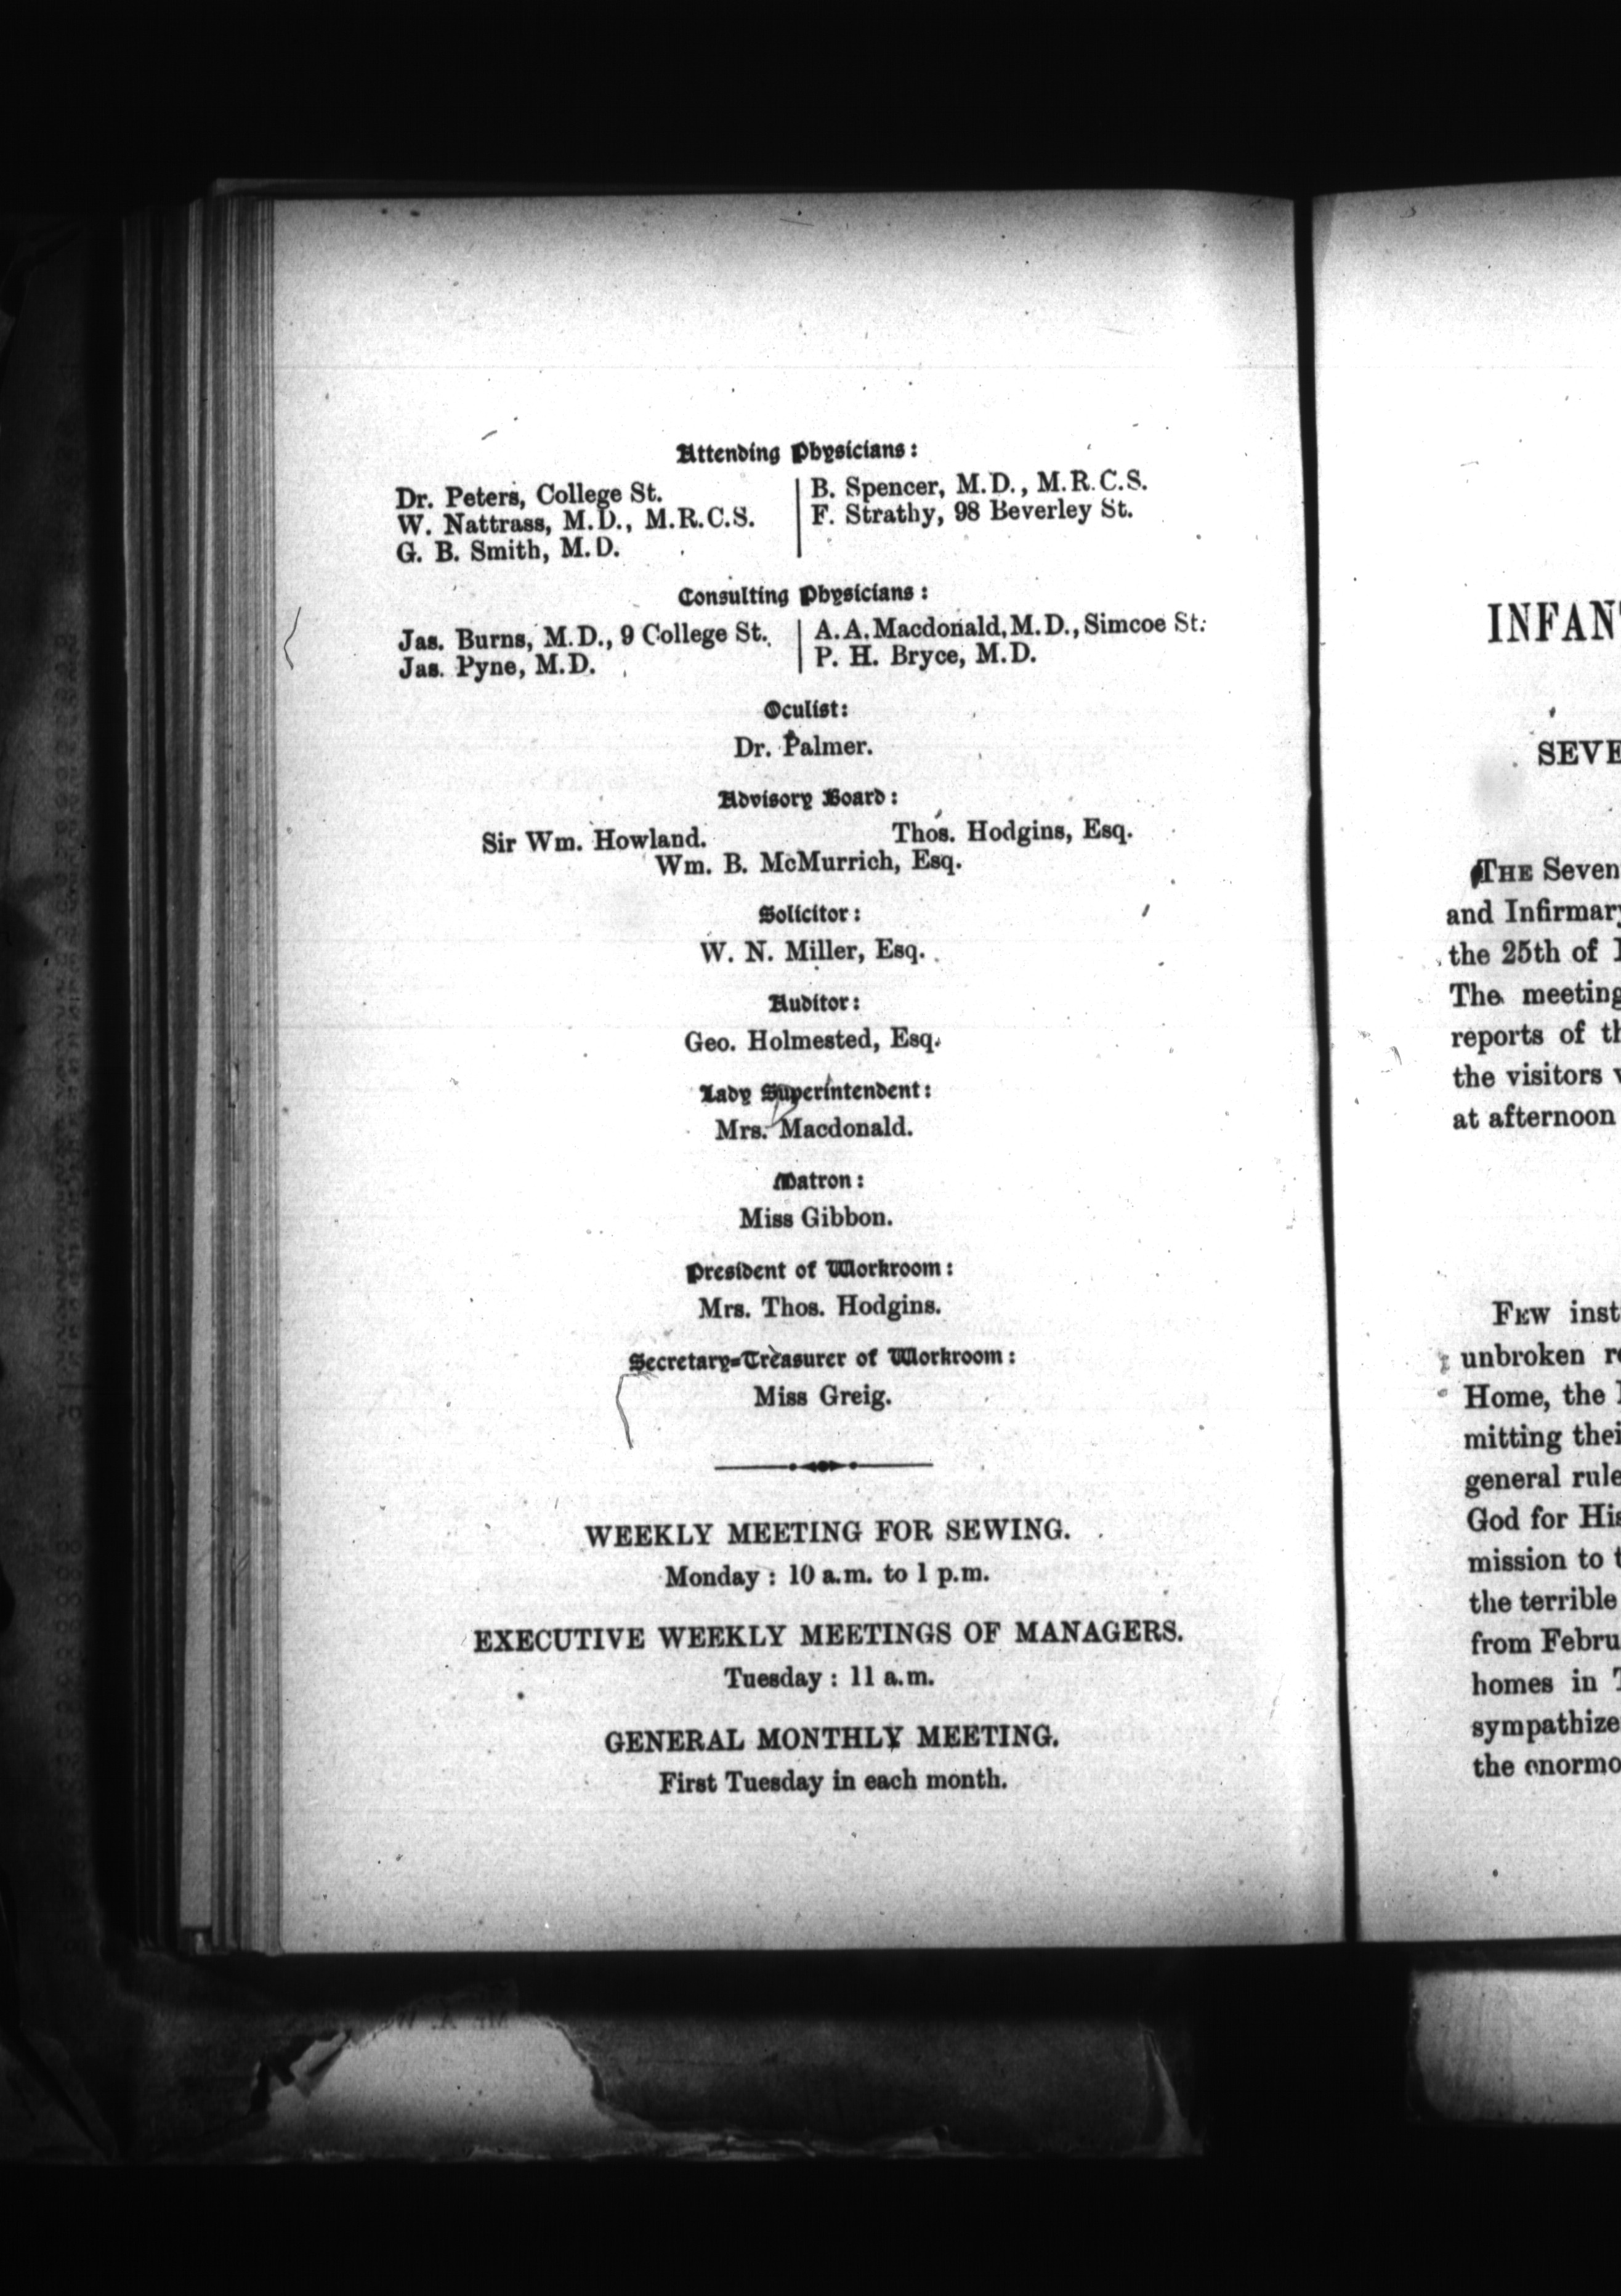 Attending Physicians:
Dr. Peters, College St.
W. Nattrass, M.D., M.R.C.S.
G. B. Smith, M.D.
B. Spencer, M.D., M.R.C.S.
F. Strathy, 98 Beverley St.
Consulting Physicians:
Jas. Burns, M.D., 9 College St.
Jas. Pyne, M.D.
A. A. Macdonald, M.D., Simcoe St.
P. H. Bryce, M.D.
Oculist:
Dr. Palmer.
Advisory Board:
Sir Wm. Howland. Thos. Hodgins, Esq.
Wm. B. McMurrich, Esq.
Solicitor:
W. N. Miller, Esq.
Auditor:
Geo. Holmested, Esq.
Lady Superintendent:
Mrs. Macdonald.
Matron:
Miss Gibbon.
President of Workroom:
Mrs. Thos. Hodgins.
Secretary-Treasurer of Workroom:
Miss Greig.
WEEKLY MEETING FOR SEWING.
Monday: 10 a.m. to 1 p.m.
EXECUTIVE WEEKLY MEETINGS OF MANAGERS.
Tuesday: 11 a.m.
GENERAL MONTHLY MEETING.
First Tuesday in each month.
INFAN
SEVE
THE Seven
and Infirmary
the 25th of
The meeting
reports of th
the visitors
at afternoon
FEW inst
unbroken re
Home, the
mitting thei
general rule
God for His
mission to t
the terrible
from Febru
homes in
sympathize
the enormo